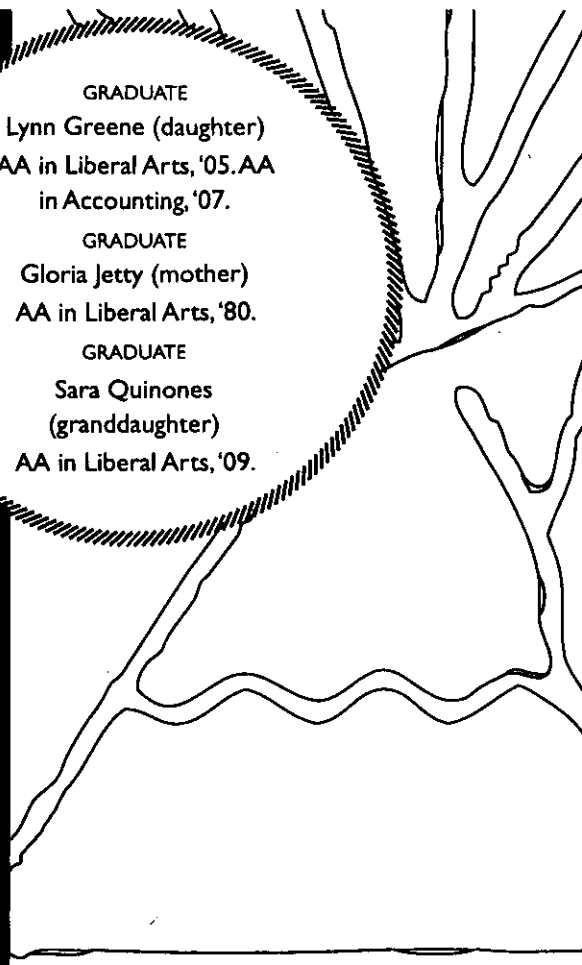 GRADUATE
Lynn Greene (daughter)
AA in Liberal Arts, '05. AA
in Accounting, '07.
GRADUATE
Gloria Jetty (mother)
AA in Liberal Arts, '80.
GRADUATE
Sara Quinones
(granddaughter)
AA in Liberal Arts, '09.